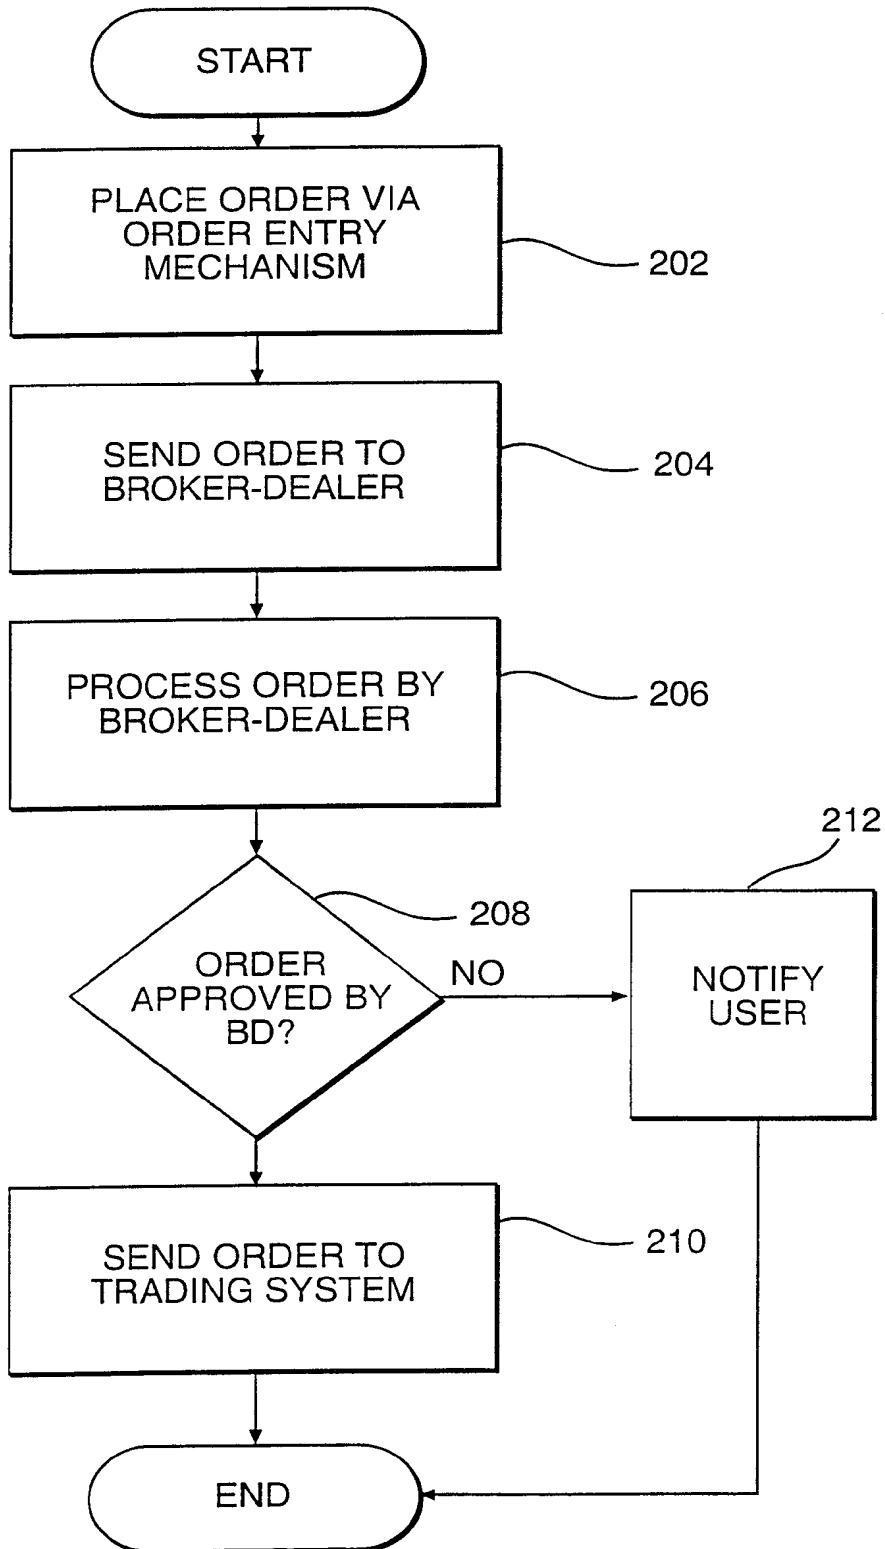 START
PLACE ORDER VIA
ORDER ENTRY
MECHANISM
202
SEND ORDER TO
BROKER-DEALER
204
PROCESS ORDER BY
BROKER-DEALER
206
212
208
ORDER
APPROVED BY
BD?
NO
NOTIFY
USER
SEND ORDER TO
TRADING SYSTEM
210
END